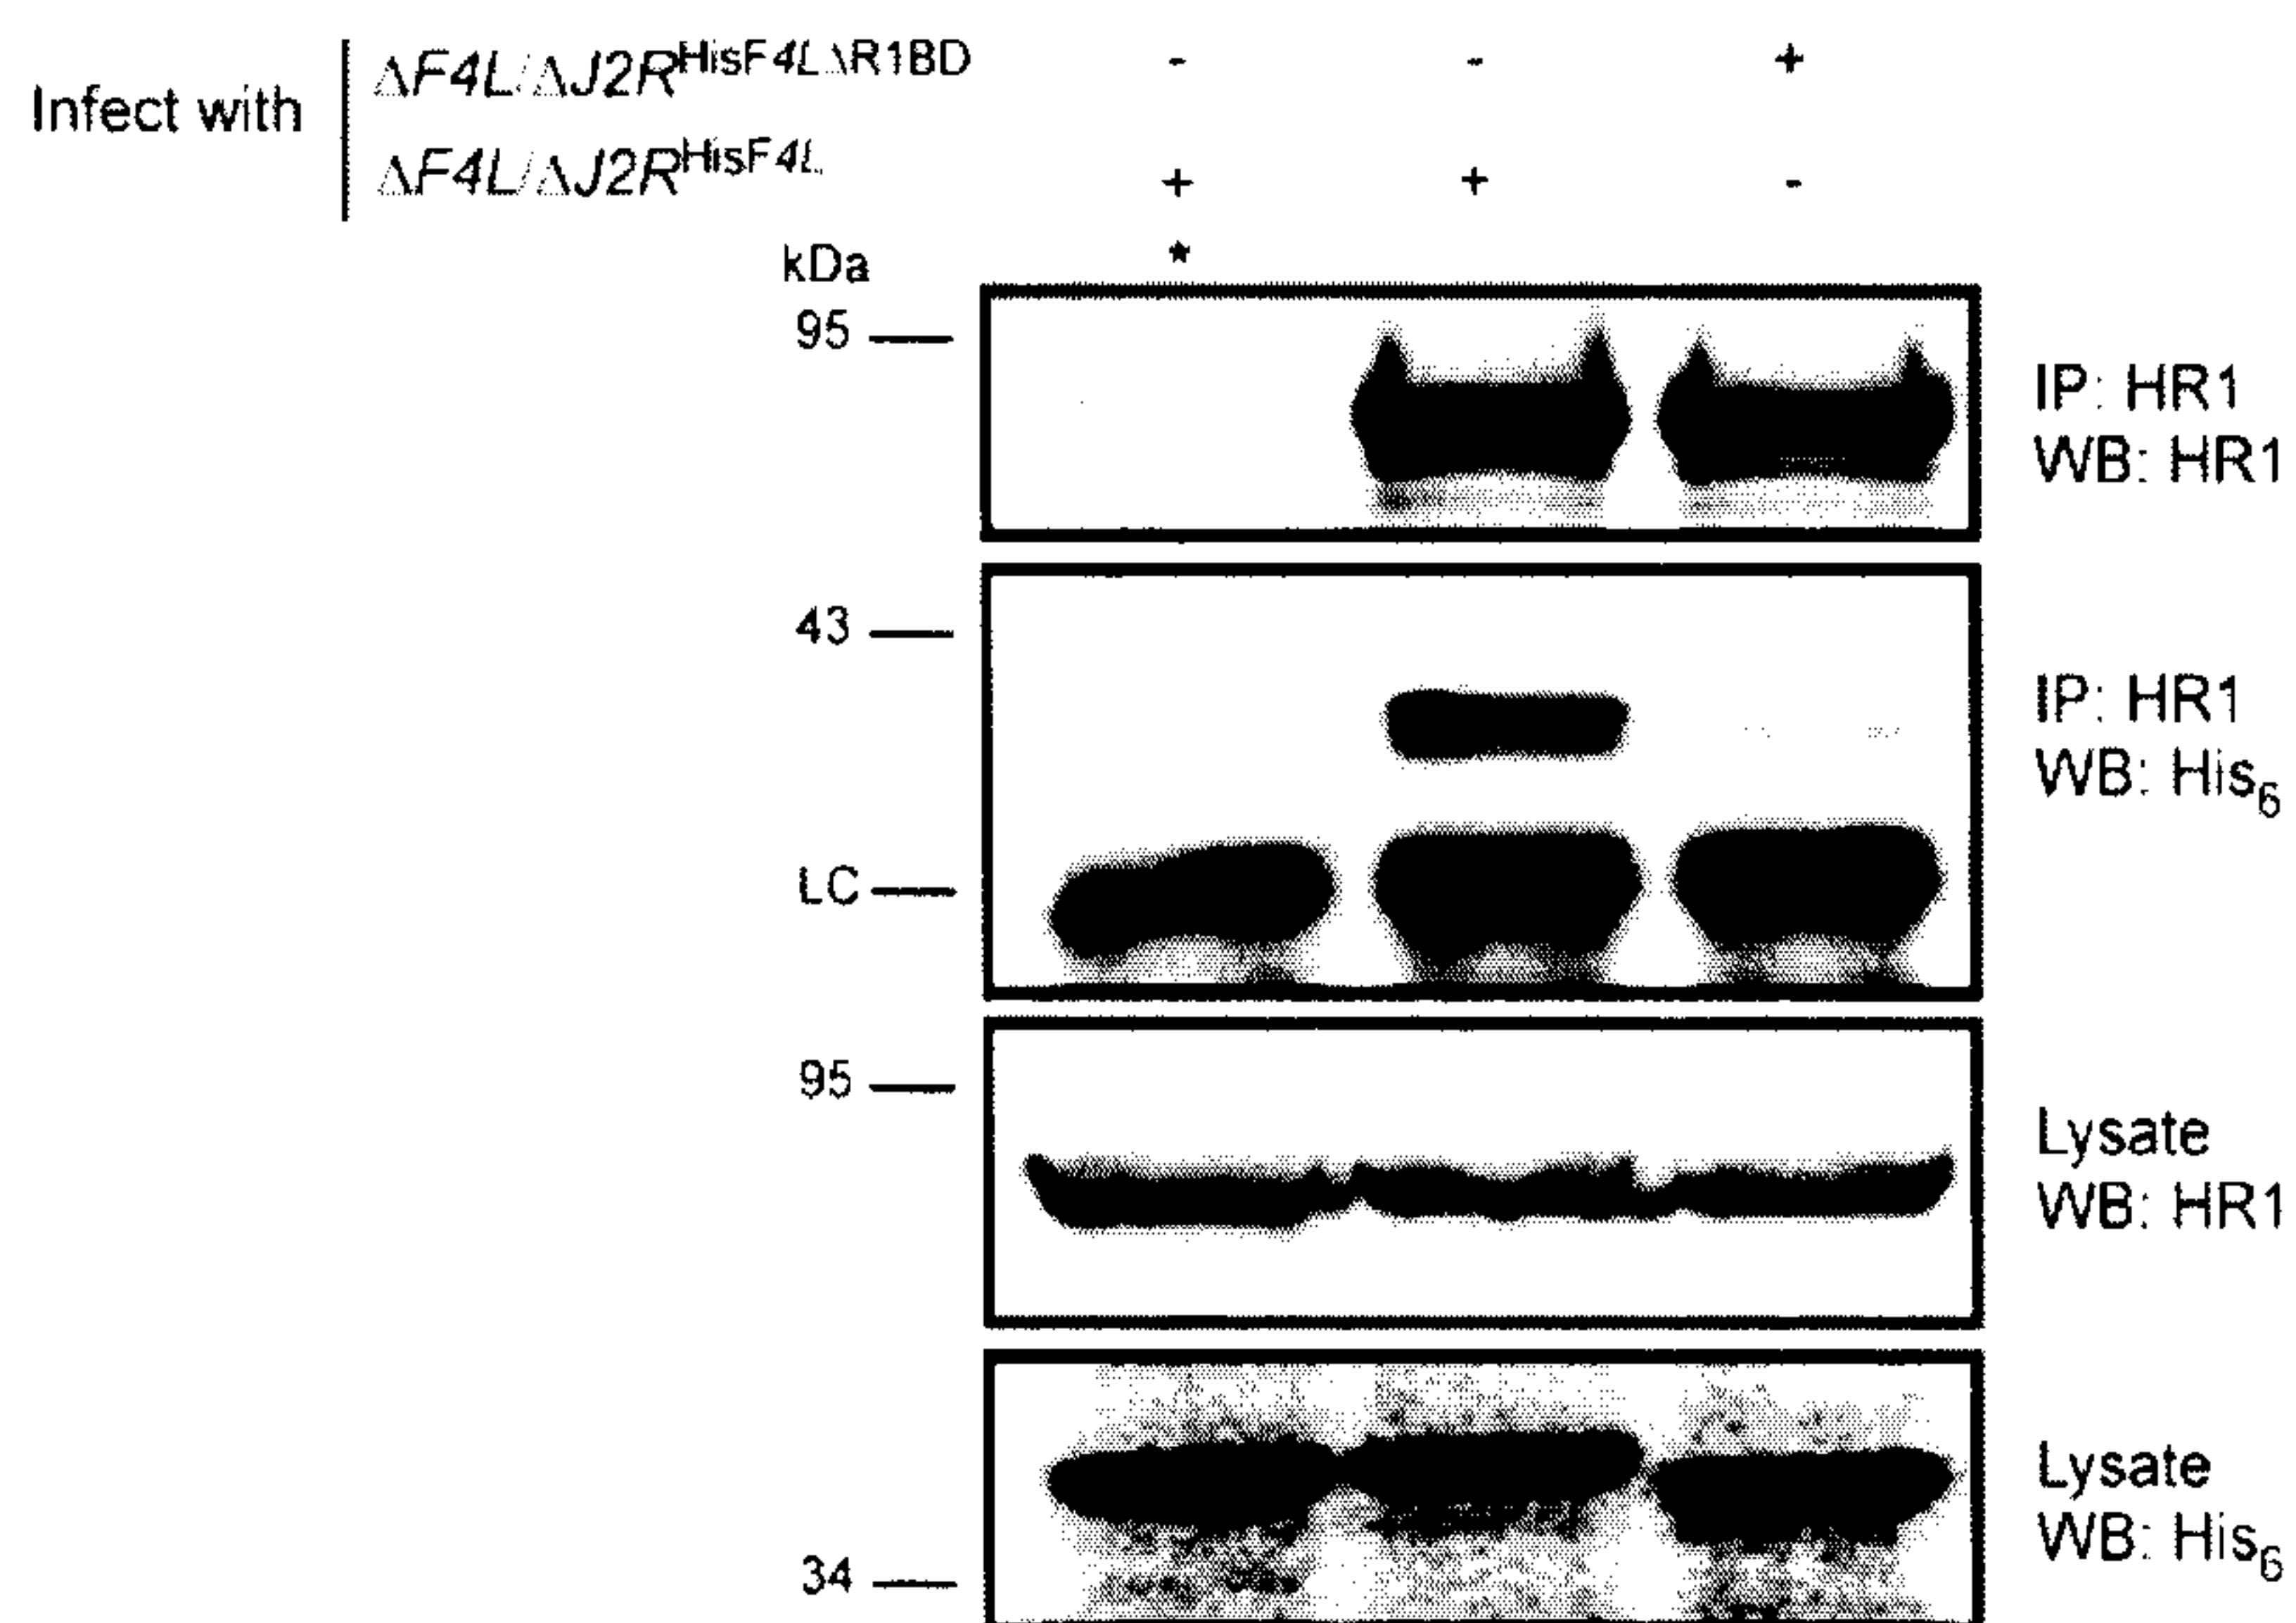 ΔF4L/ΔJ2R^HisF4LΔR1BD - - +
Infect with
ΔF4L/ΔJ2R^HisF4L + + -
kDa *
95
IP: HR1
WB: HR1
43
IP: HR1
WB: His₆
LC
95
Lysate
WB: HR1
Lysate
WB: His₆
34